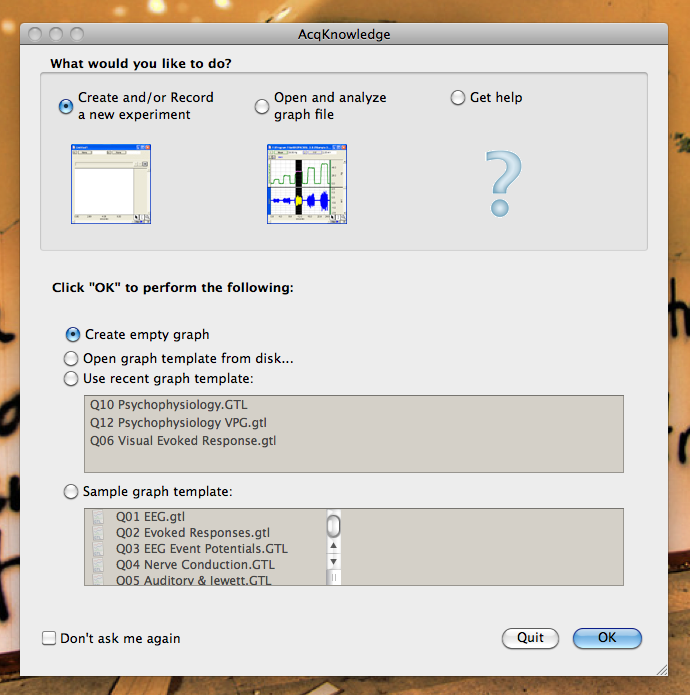 AcqKnowledge
What would you like to do?
Create and/or Record
a new experiment
Open and analyze
graph file
Get help
Click "OK" to perform the following:
Create empty graph
Open graph template from disk...
Use recent graph template:
Q10 Psychophysiology.GTL
Q12 Psychophysiology VPG.gtl
Q06 Visual Evoked Response.gtl
Sample graph template:
Q01 EEG.gtl
Q02 Evoked Responses.gtl
Q03 EEG Event Potentials.GTL
Q04 Nerve Conduction.GTL
Q05 Auditory & Jewett.GTL
Don't ask me again
Quit
OK